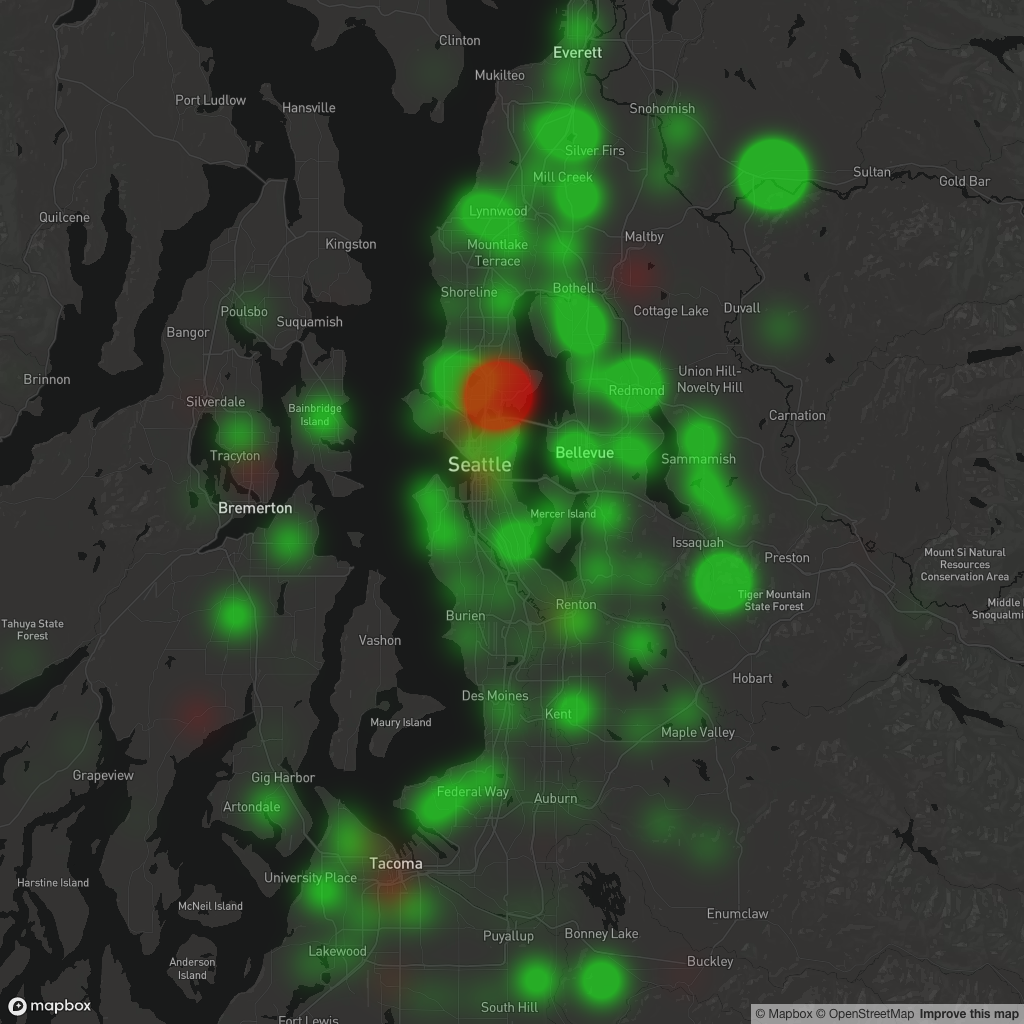 Clinton
Everett
Mukilteo
Port Ludlow
Hansville
Snohomish
Silver Firs
Sultan
Mill Creek
Gold Bar
Quilcene
Lynnwood
Kingston
Mountlake
Terrace
Maltby
Shoreline
Bothell
Poulsbo
Suquamish
Cottage Lake
Duvall
Bangor
Brinnon
Union Hill-
Novelty Hill
Redmond
Silverdale
Bainbridge
Island
Carnation
Tracyton
Seattle
Bellevue
Sammamish
Bremerton
Mercer Island
Issaquah
Preston
Mount Si Natural
Resources
Conservation Area
Tiger Mountain
State Forest
Middle
Snoqualmi
Renton
Burien
Tahuya State
Forest
Vashon
Hobart
Des Moines
Kent
Maury Island
Maple Valley
Grapeview
Gig Harbor
Artondale
Federal Way
Auburn
Tacoma
University Place
Harstine Island
McNeil Island
Enumclaw
Puyallup
Bonney Lake
Lakewood
Anderson
Island
Buckley
South Hill
Fort Lewis
mapbox
© Mapbox © OpenStreetMap Improve this map